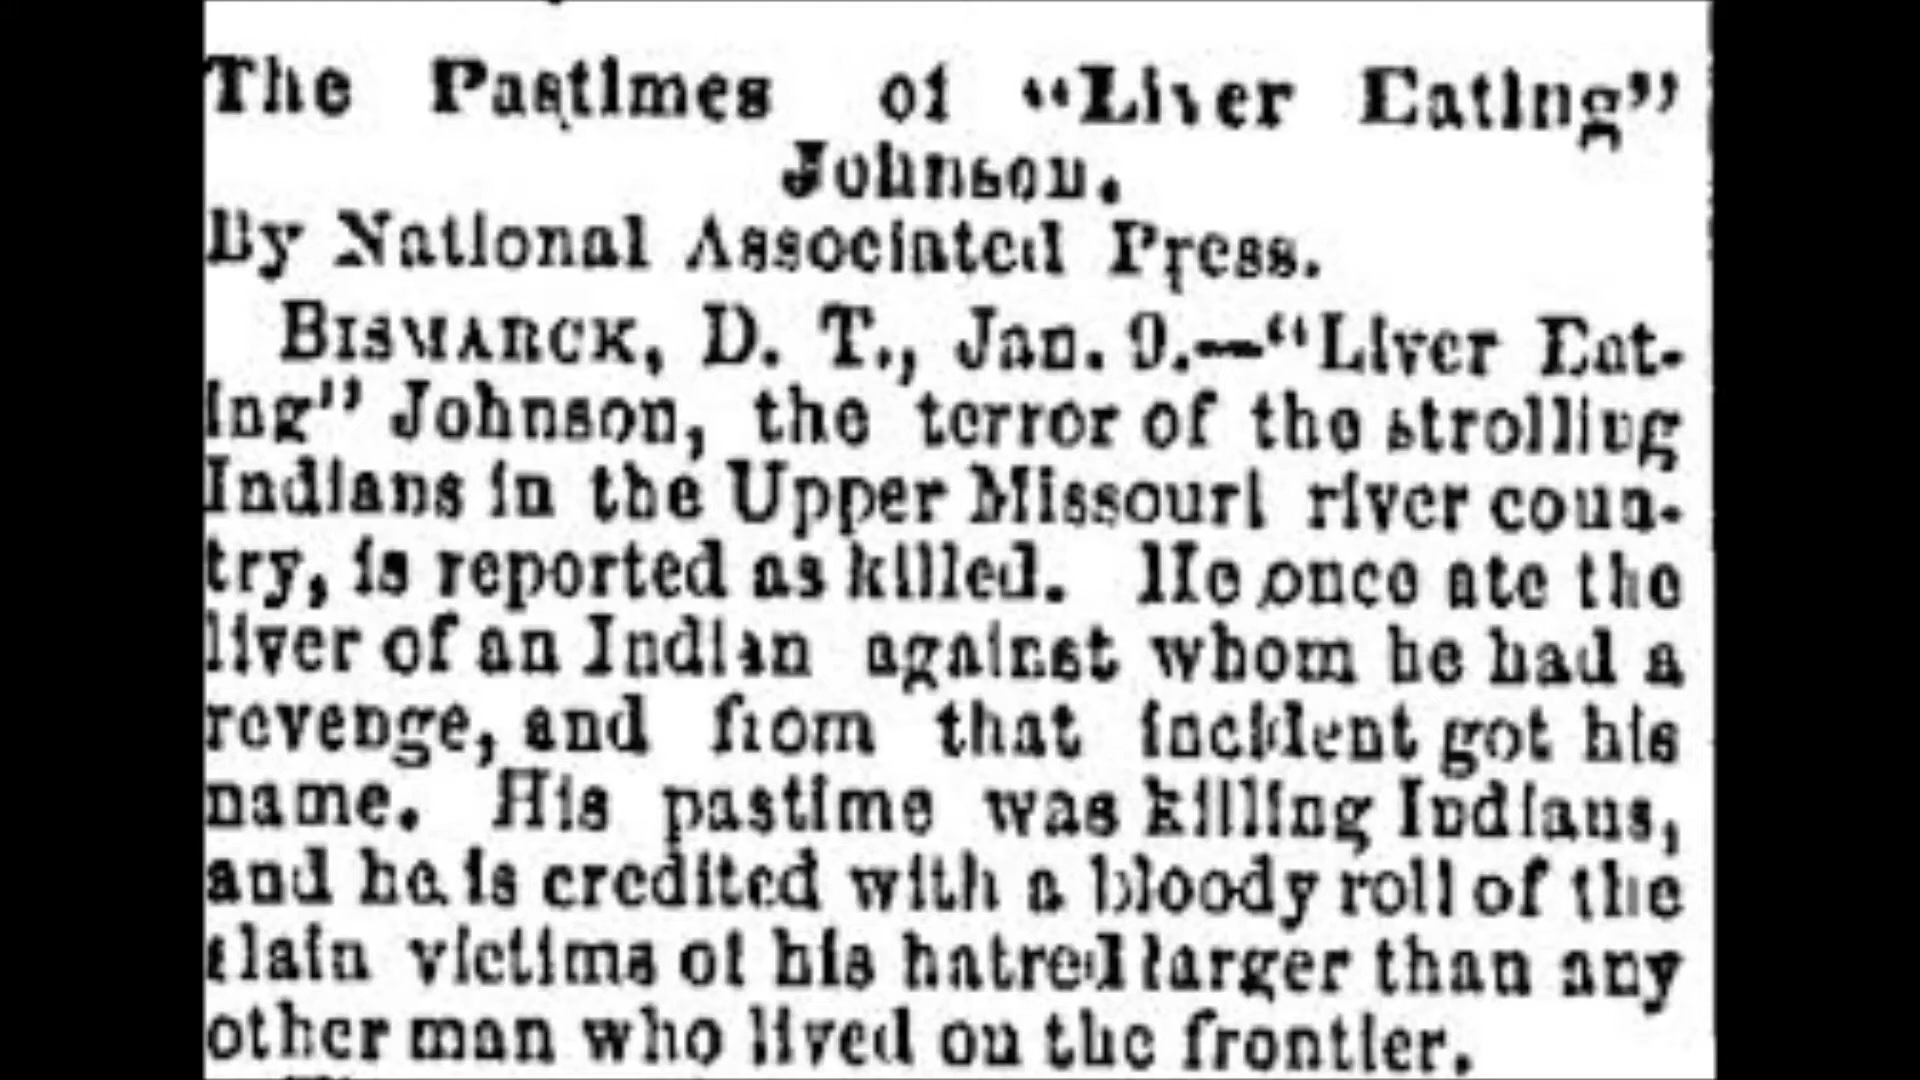 The Pastimes of "Liver Eating"
Johnson.
By National Associated Press.
BISMARCK, D. T., Jan. 9.—"Liver Eat-
ing" Johnson, the terror of the strolling
Indians in the Upper Missouri river coun-
try, is reported as killed. He once ate the
liver of an Indian against whom he had a
revenge, and from that incident got his
name. His pastime was killing Indians,
and he is credited with a bloody roll of the
slain victims of his hatred larger than any
other man who lived on the frontier.